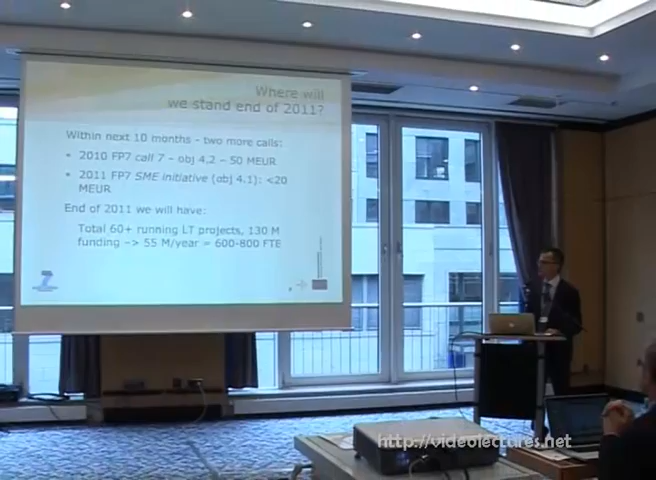 Where will
we stand end of 2011?
Within next 10 months - two more calls:
• 2010 FP7 call 7 - obj 4.2 - 50 MEUR
• 2011 FP7 SME initiative (obj 4.1): <20
MEUR
End of 2011 we will have:
Total 60+ running LT projects, 130 M
funding -> 55 M/year = 600-800 FTE
http://videolectures.net